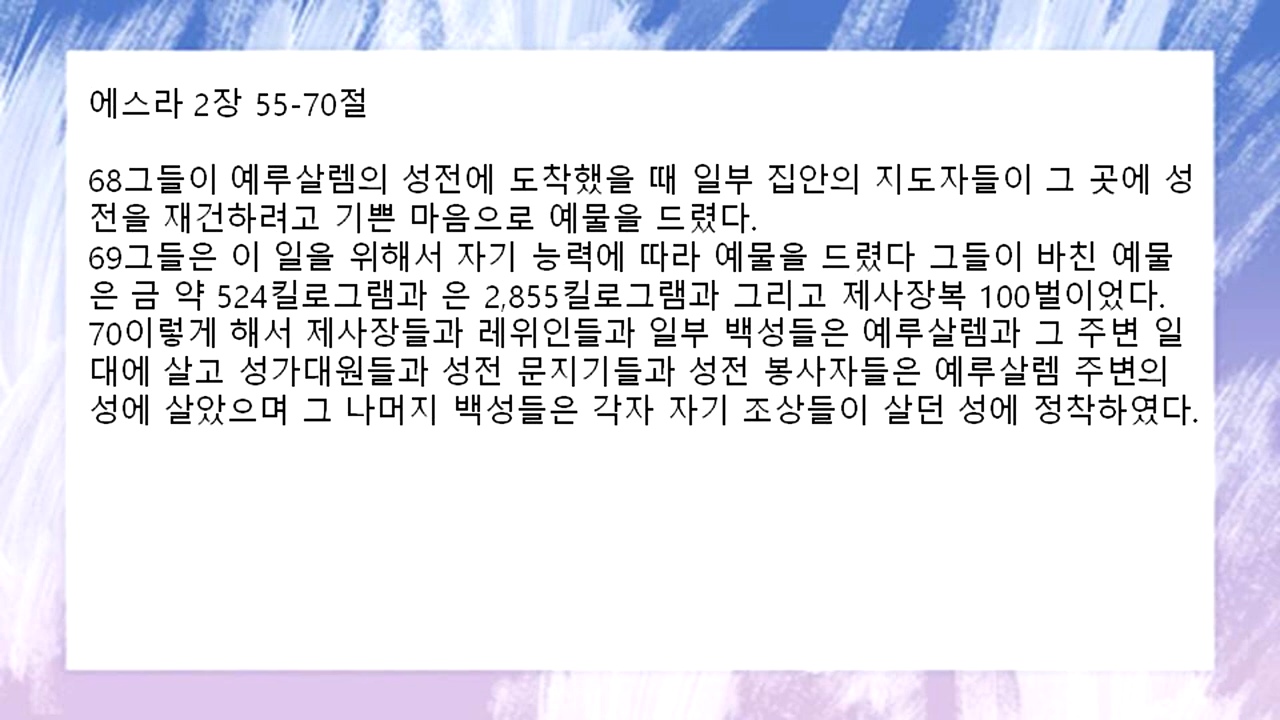 에스라 2장 55-70절
68그들이 예루살렘의 성전에 도착했을 때 일부 집안의 지도자들이 그 곳에 성
전을 재건하려고 기쁜 마음으로 예물을 드렸다.
69그들은 이 일을 위해서 자기 능력에 따라 예물을 드렸다 그들이 바친 예물
은 금 약 524킬로그램과 은 2,855킬로그램과 그리고 제사장복 100벌이었다.
70이렇게 해서 제사장들과 레위인들과 일부 백성들은 예루살렘과 그 주변 일
대에 살고 성가대원들과 성전 문지기들과 성전 봉사자들은 예루살렘 주변의
성에 살았으며 그 나머지 백성들은 각자 자기 조상들이 살던 성에 정착하였다.